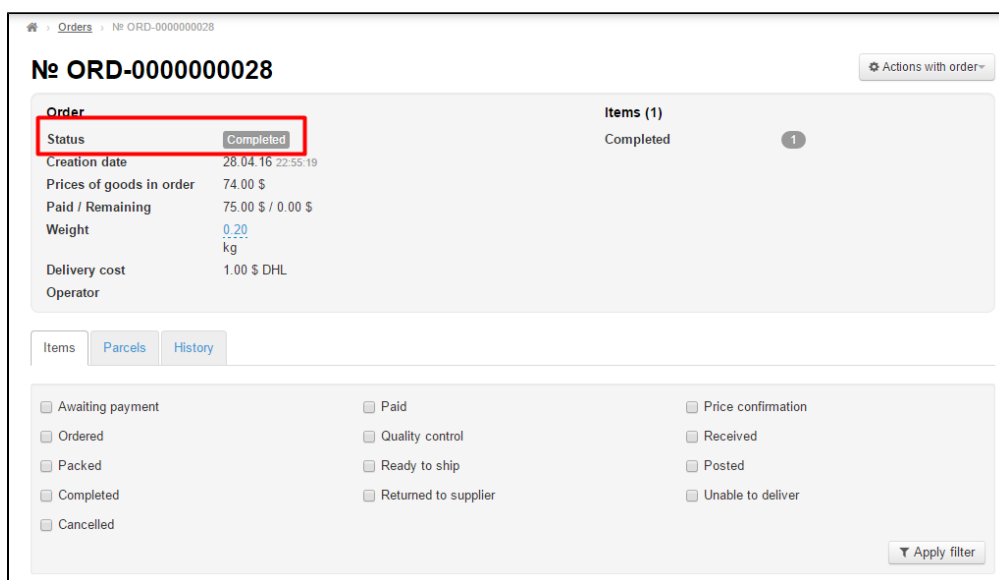 Orders › № ORD-0000000028
№ ORD-0000000028
Actions with order
Order
Status Completed
Creation date 28.04.16 22:55:19
Prices of goods in order 74.00 $
Paid / Remaining 75.00 $ / 0.00 $
Weight 0.20
kg
Delivery cost 1.00 $ DHL
Operator
Items (1)
Completed 1
Items Parcels History
Awaiting payment Paid Price confirmation
Ordered Quality control Received
Packed Ready to ship Posted
Completed Returned to supplier Unable to deliver
Cancelled
Apply filter